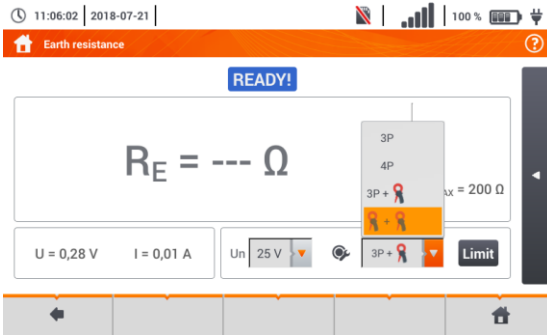 11:06:02 2018-07-21 100 %
Earth resistance ?
READY!
RE = --- Ω
3P
4P
3P +
+
= 200 Ω
U = 0,28 V I = 0,01 A Un 25 V 3P + Limit